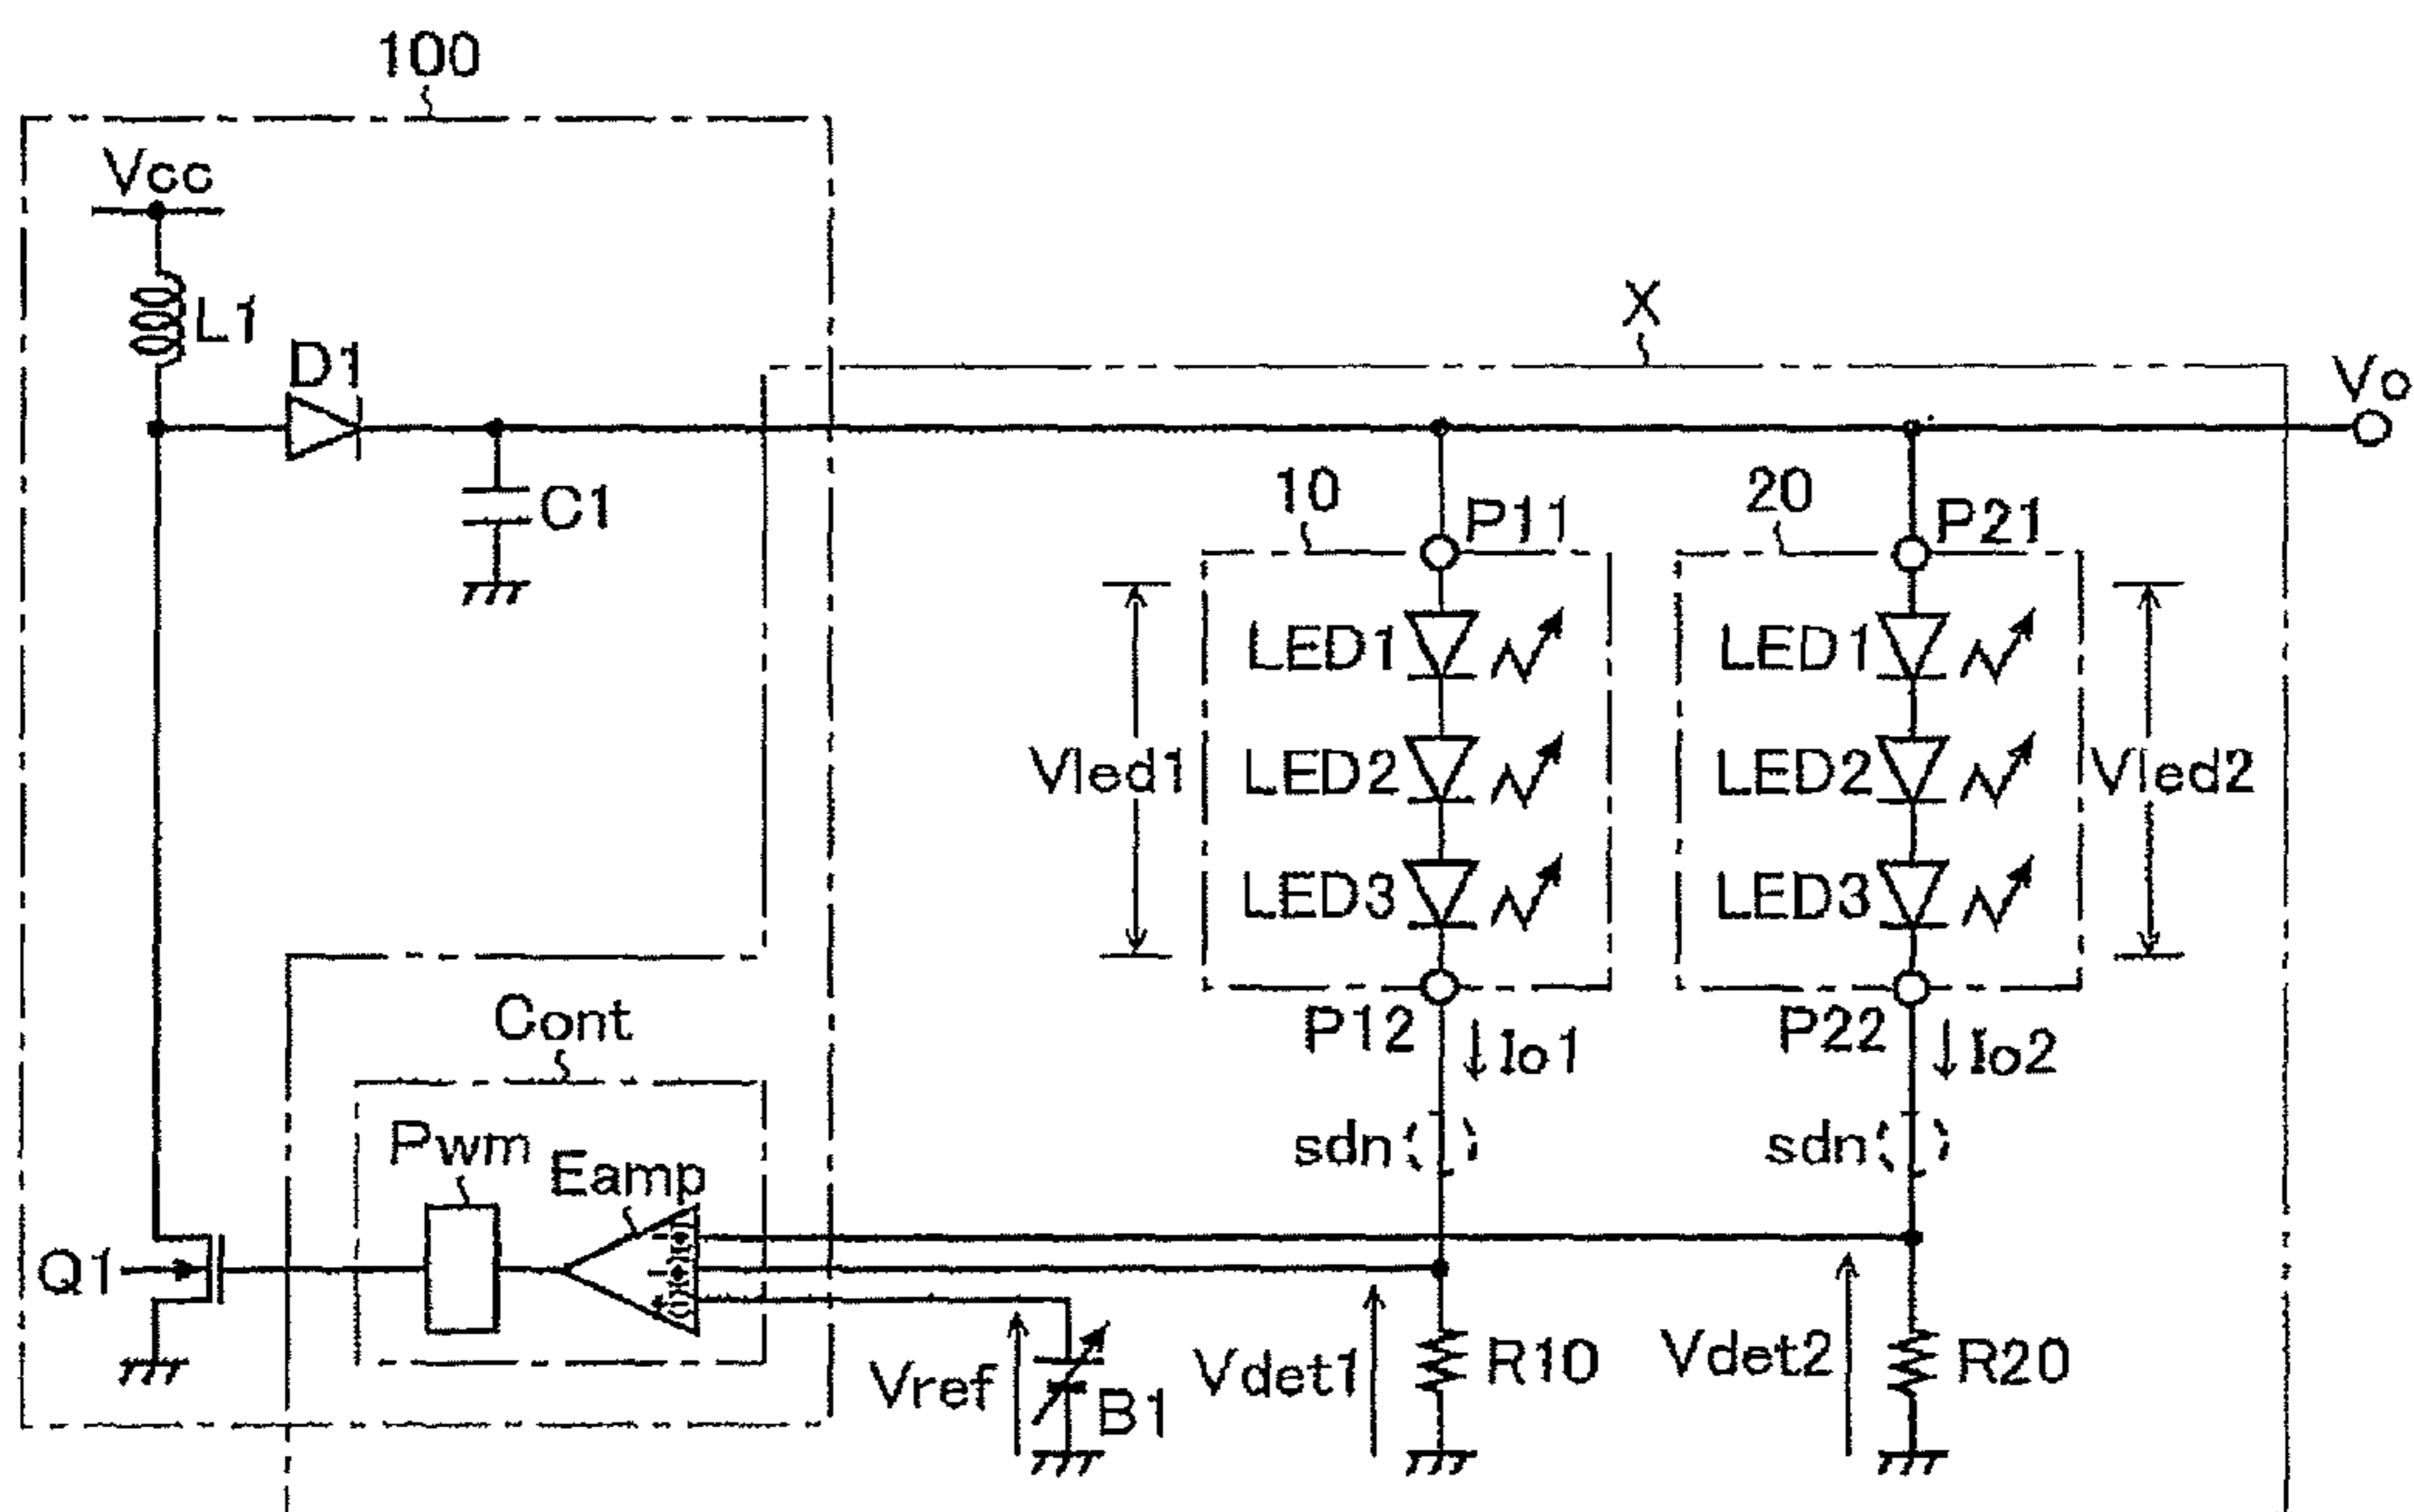 100
Vcc
L1
D1
C1
X
Vo
10
P11
20
P21
LED1
LED1
Vled1
LED2
LED2
Vled2
LED3
LED3
P12
Io1
P22
Io2
Cont
sdn
sdn
Pwm
Eamp
Q1
Vref
B1
Vdet1
R10
Vdet2
R20